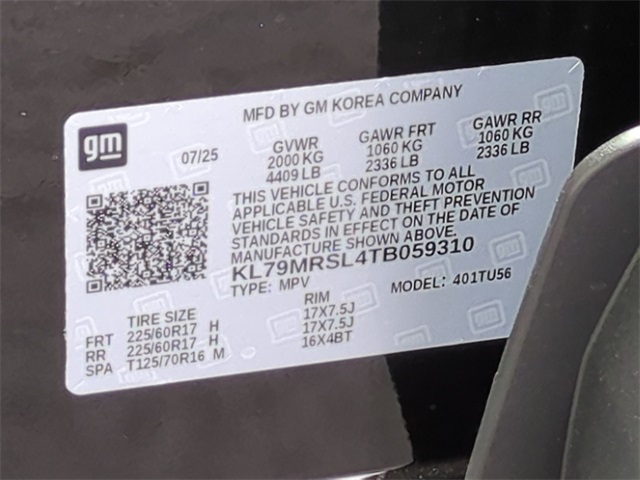 MFD BY GM KOREA COMPANY
gm
07/25
GVWR GAWR FRT GAWR RR
2000 KG 1060 KG 1060 KG
4409 LB 2336 LB 2336 LB
THIS VEHICLE CONFORMS TO ALL
APPLICABLE U.S. FEDERAL MOTOR
VEHICLE SAFETY AND THEFT PREVENTION
STANDARDS IN EFFECT ON THE DATE OF
MANUFACTURE SHOWN ABOVE.
KL79MRSL4TB059310
TYPE: MPV MODEL: 401TU56
TIRE SIZE RIM
FRT 225/60R17 H 17X7.5J
RR 225/60R17 H 17X7.5J
SPA T125/70R16 M 16X4BT